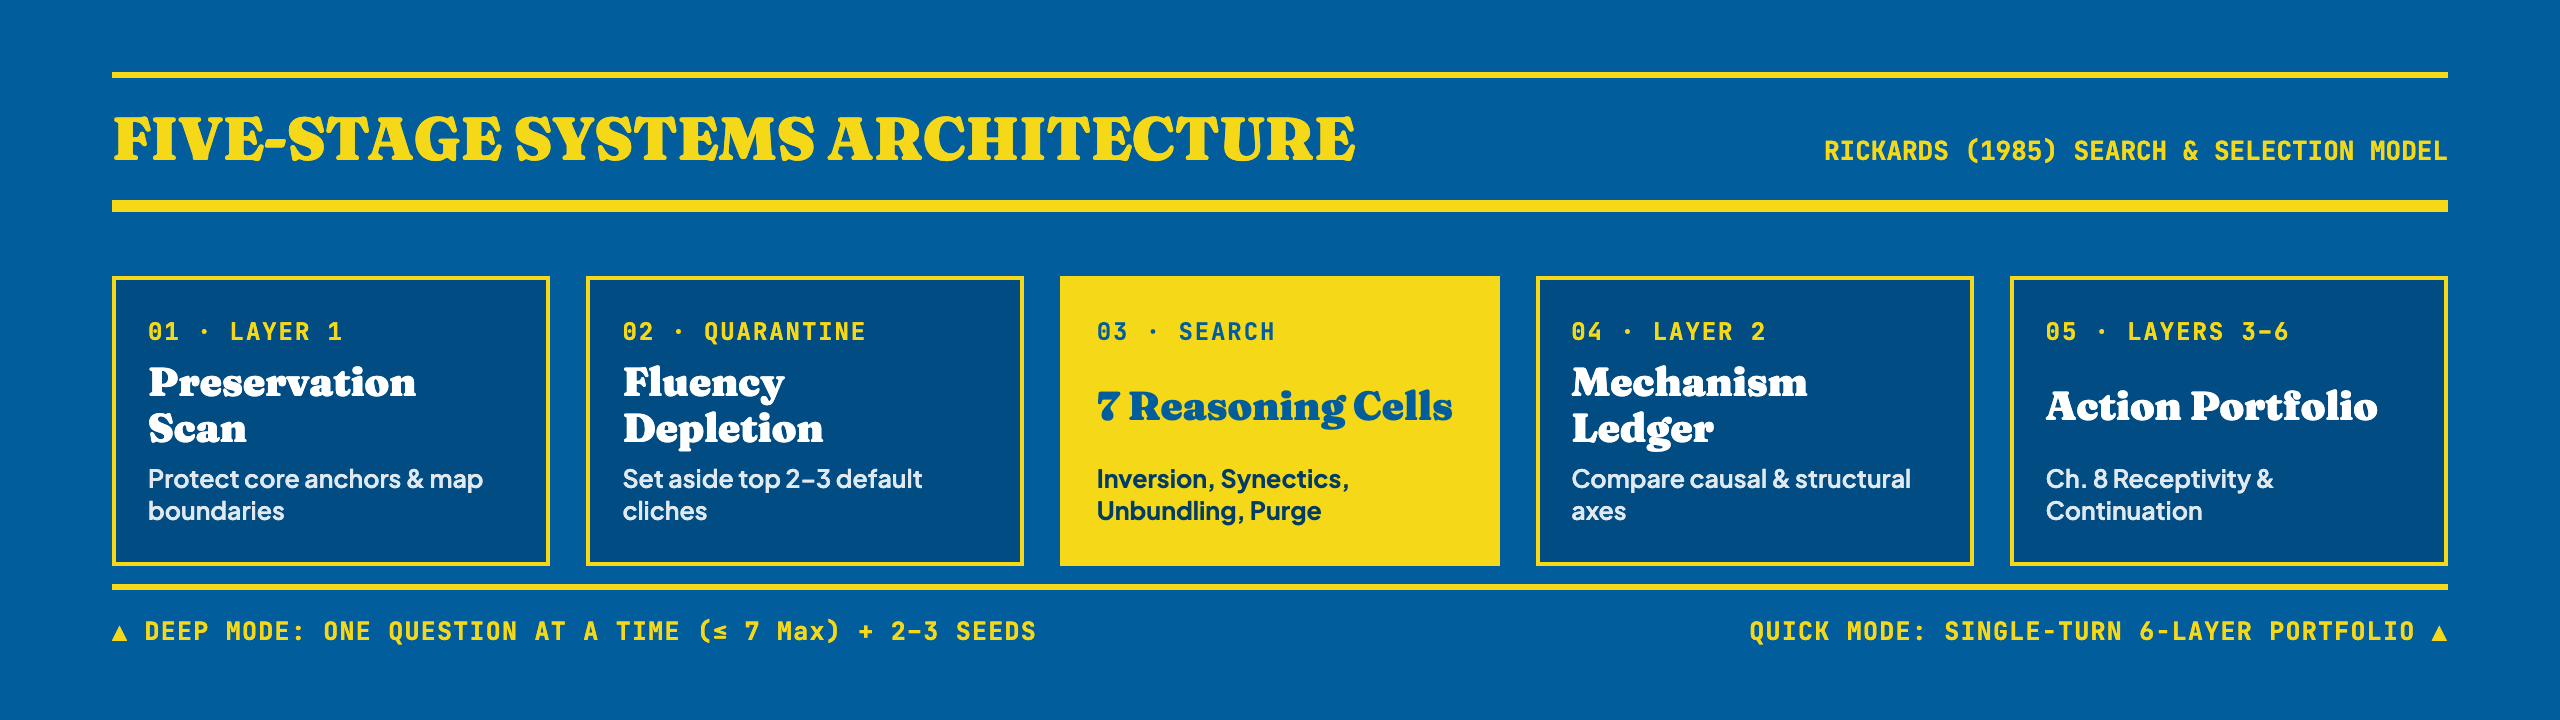 FIVE-STAGE SYSTEMS ARCHITECTURE
RICKARDS (1985) SEARCH & SELECTION MODEL
01 · LAYER 1
Preservation
Scan
Protect core anchors & map
boundaries
02 · QUARANTINE
Fluency
Depletion
Set aside top 2–3 default
cliches
03 · SEARCH
7 Reasoning Cells
Inversion, Synectics,
Unbundling, Purge
04 · LAYER 2
Mechanism
Ledger
Compare causal & structural
axes
05 · LAYERS 3–6
Action Portfolio
Ch. 8 Receptivity &
Continuation
▲ DEEP MODE: ONE QUESTION AT A TIME (≤ 7 Max) + 2–3 SEEDS
QUICK MODE: SINGLE-TURN 6-LAYER PORTFOLIO ▲